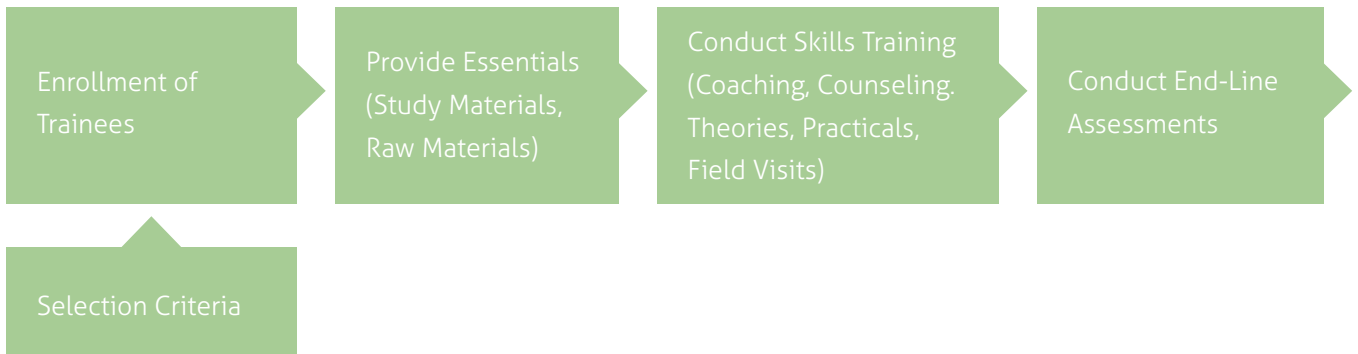 Enrollment of
Trainees
Provide Essentials
(Study Materials,
Raw Materials)
Conduct Skills Training
(Coaching, Counseling.
Theories, Practicals,
Field Visits)
Conduct End-Line
Assessments
Selection Criteria